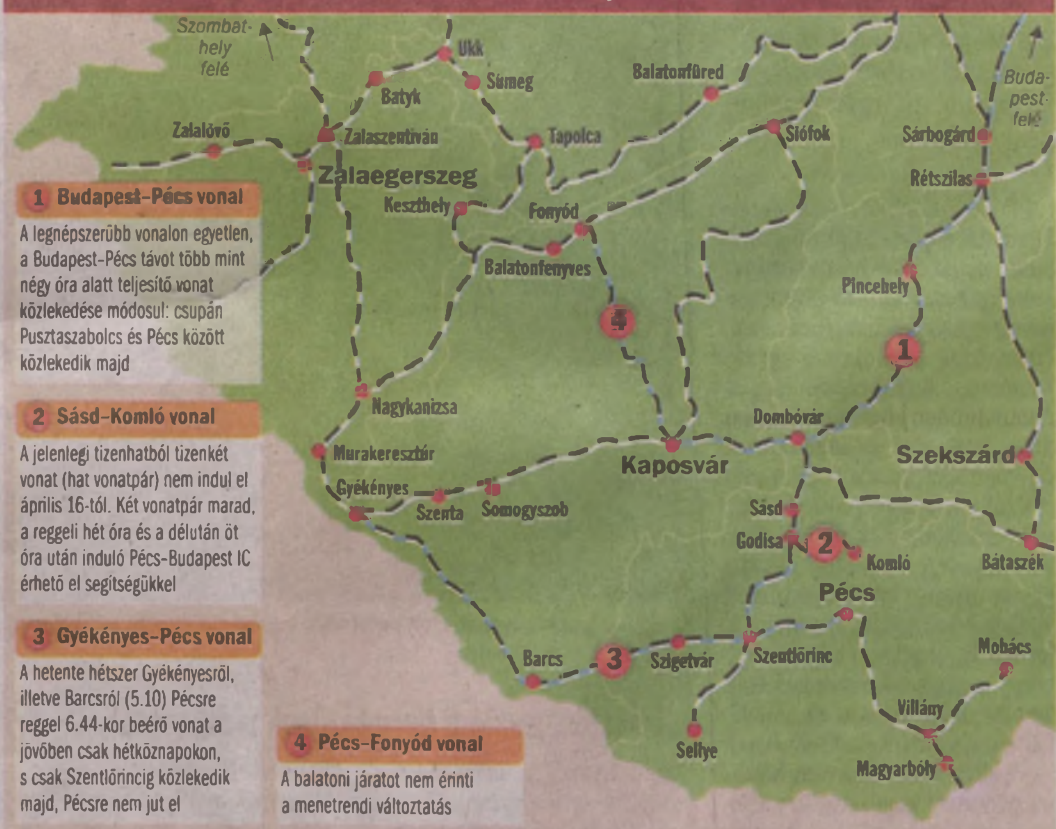 Szombat-
hely
felé
Ukk
Sümeg
Batyk
Balatonfüred
Buda-
pest-
felé
Zalalövő
Zalaszentiván
Tapolca
Siófok
Sárbogárd
Zalaegerszeg
Rétszilas
Keszthely
Fonyód
Balatonfenyves
Pincehely
4
1
Nagykanizsa
Dombóvár
Murakeresztúr
Kaposvár
Szekszárd
Gyékényes
Szenta
Somogyszob
Sásd
Godisa
2
Komló
Bátaszék
Pécs
Barcs
3
Szigetvár
Szentlőrinc
Mohács
Villány
Sellye
Magyarbóly
1 Budapest–Pécs vonal
A legnépszerűbb vonalon egyetlen,
a Budapest–Pécs távot több mint
négy óra alatt teljesítő vonat
közlekedése módosul: csupán
Pusztaszabolcs és Pécs között
közlekedik majd
2 Sásd–Komló vonal
A jelenlegi tizenhatból tizenkét
vonat (hat vonatpár) nem indul el
április 16-tól. Két vonatpár marad,
a reggeli hét óra és a délután öt
óra után induló Pécs–Budapest IC
érhető el segítségükkel
3 Gyékényes–Pécs vonal
A hetente hétszer Gyékényesről,
illetve Barcsról (5.10) Pécsre
reggel 6.44-kor beérő vonat a
jövőben csak hétköznapokon,
s csak Szentlőrincig közlekedik
majd, Pécsre nem jut el
4 Pécs–Fonyód vonal
A balatoni járatot nem érinti
a menetrendi változtatás